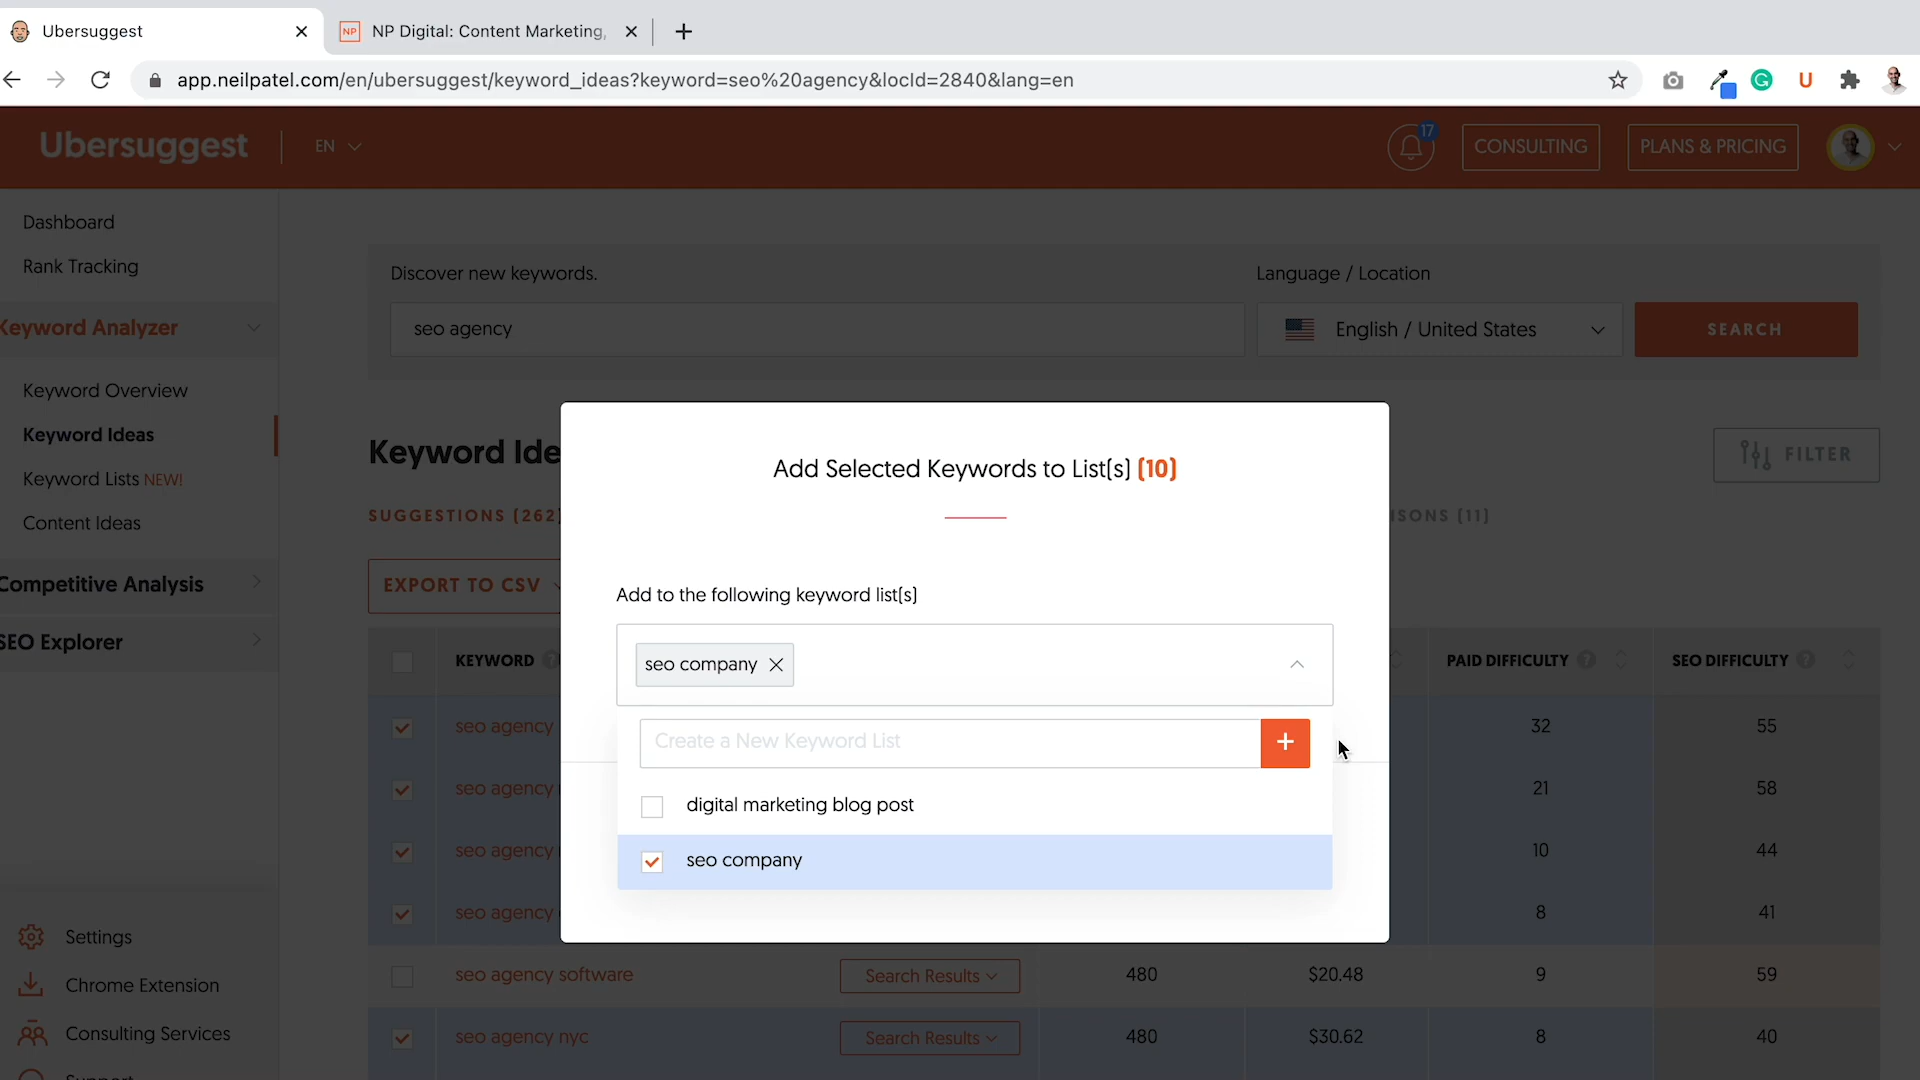 Ubersuggest
NP
NP Digital: Content Marketing,
app.neilpatel.com/en/ubersuggest/keyword_ideas?keyword=seo%20agency&locId=2840&lang=en
U
Ubersuggest
EN
17
CONSULTING
PLANS & PRICING
Dashboard
Rank Tracking
Keyword Analyzer
Keyword Overview
Keyword Ideas
Keyword Lists NEW!
Content Ideas
Competitive Analysis
SEO Explorer
Settings
Chrome Extension
Consulting Services
Support
Discover new keywords.
Language / Location
seo agency
English / United States
SEARCH
Keyword Ide
FILTER
SUGGESTIONS (262)
ISONS (11)
EXPORT TO CSV
KEYWORD
PAID DIFFICULTY
SEO DIFFICULTY
seo agency
32
55
seo agency
21
58
seo agency
10
44
seo agency
8
41
seo agency software
Search Results
480
$20.48
9
59
seo agency nyc
Search Results
480
$30.62
8
40
Add Selected Keywords to List(s) (10)
Add to the following keyword list(s)
seo company
Create a New Keyword List
+
digital marketing blog post
seo company